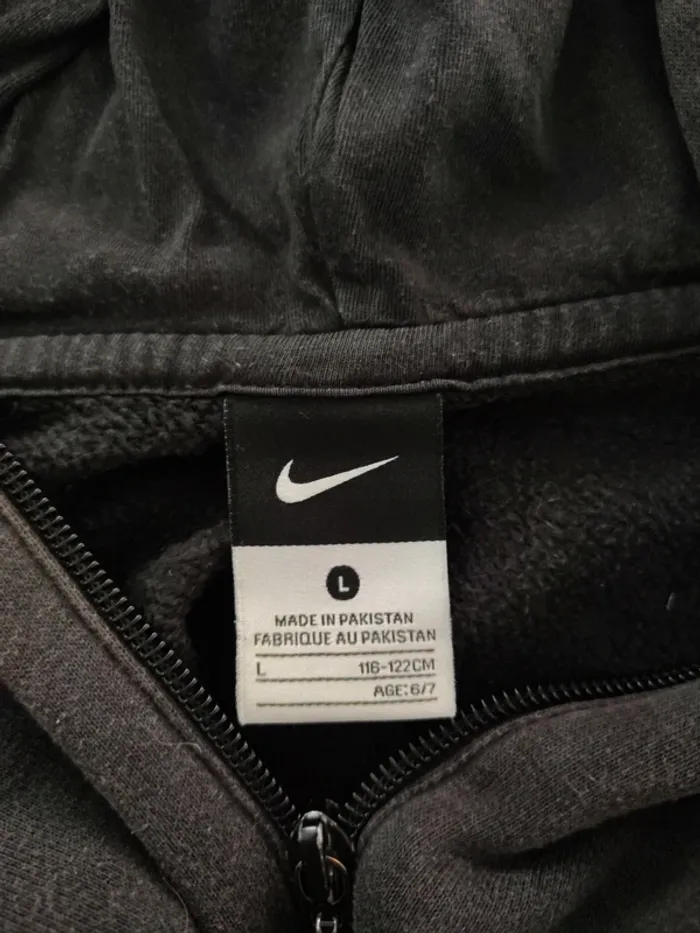 L
MADE IN PAKISTAN
FABRIQUE AU PAKISTAN
L 116-122CM
AGE:6/7